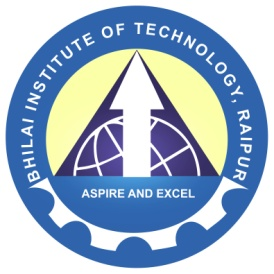 BHILAI INSTITUTE OF TECHNOLOGY, RAIPUR
ASPIRE AND EXCEL